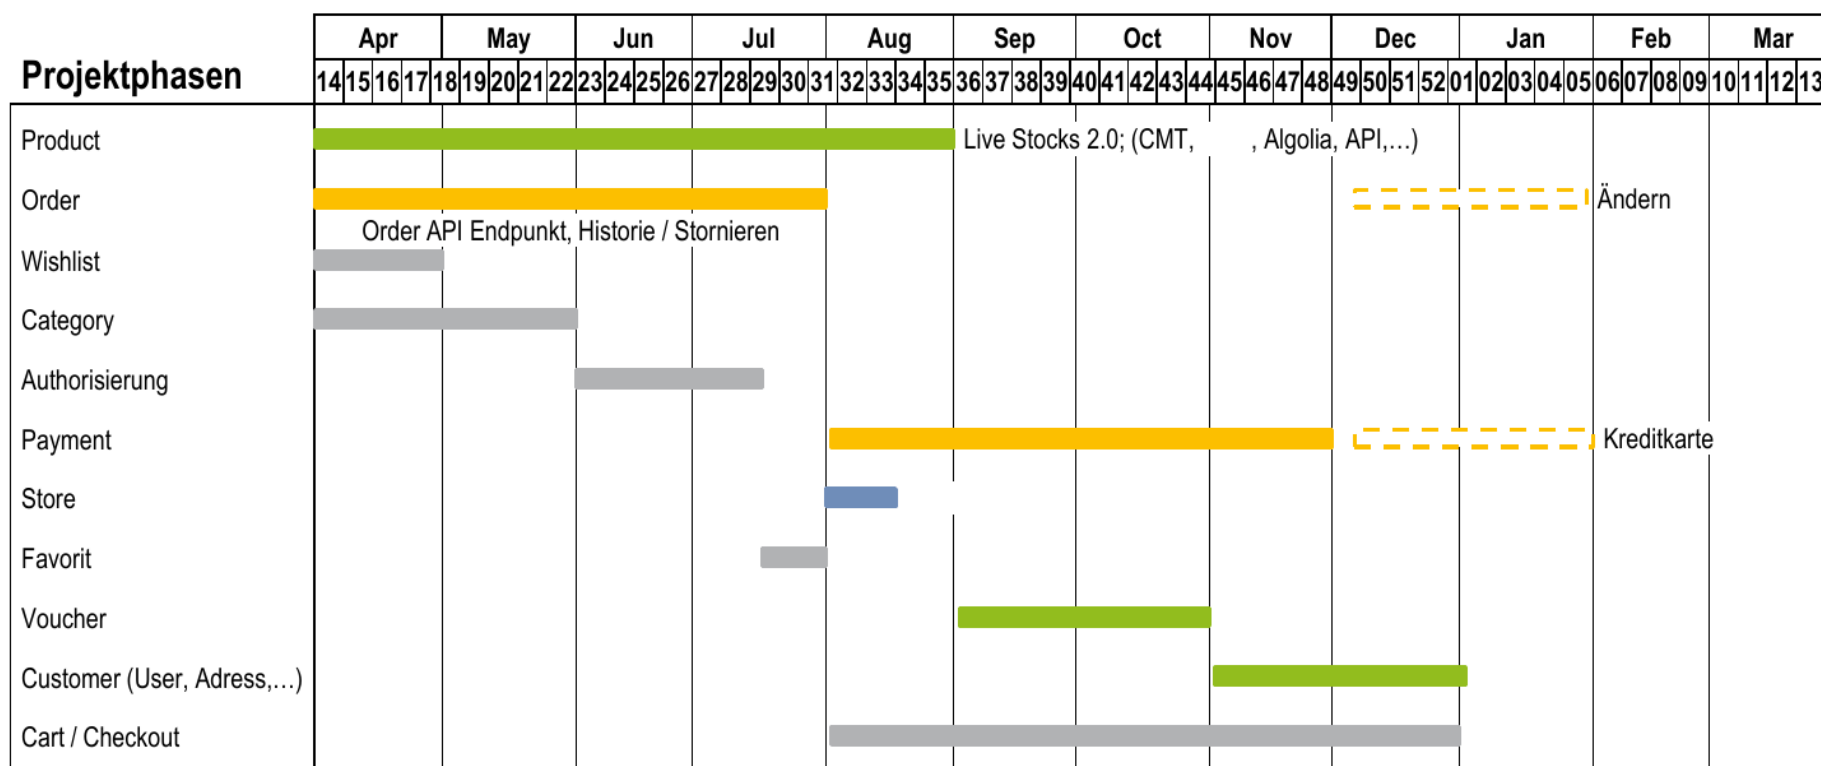 Apr May Jun Jul Aug Sep Oct Nov Dec Jan Feb Mar
Projektphasen 14 15 16 17 18 19 20 21 22 23 24 25 26 27 28 29 30 31 32 33 34 35 36 37 38 39 40 41 42 43 44 45 46 47 48 49 50 51 52 01 02 03 04 05 06 07 08 09 10 11 12 13
Product Live Stocks 2.0; (CMT, , Algolia, API,…)
Order Ändern
Order API Endpunkt, Historie / Stornieren
Wishlist
Category
Authorisierung
Payment Kreditkarte
Store
Favorit
Voucher
Customer (User, Adress,…)
Cart / Checkout